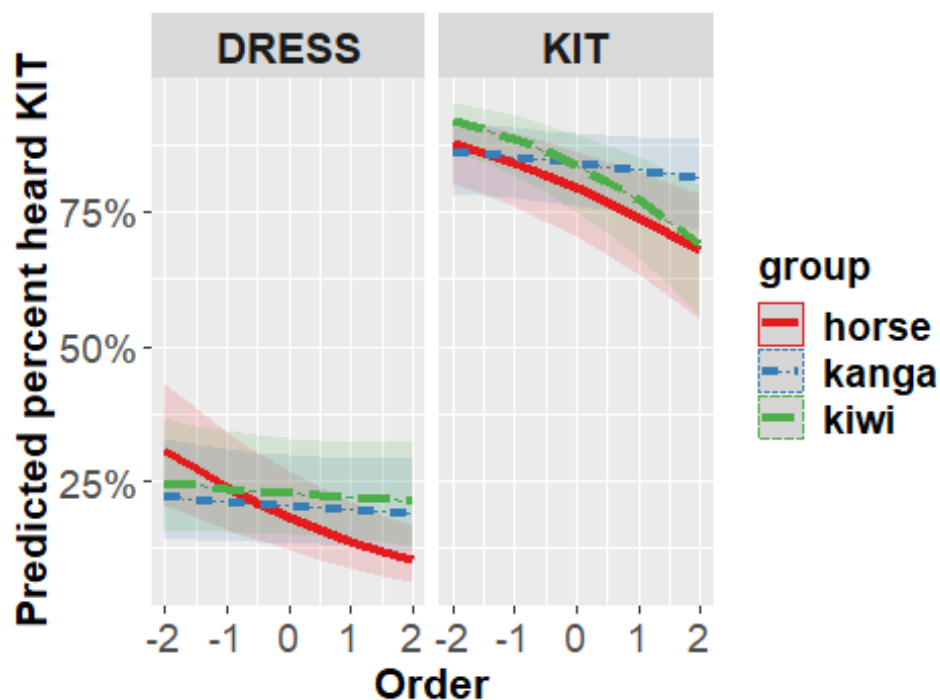 DRESS KIT
Predicted percent heard KIT
75%
50%
25%
-2 -1 0 1 2 -2 -1 0 1 2
Order
group
horse
kanga
kiwi